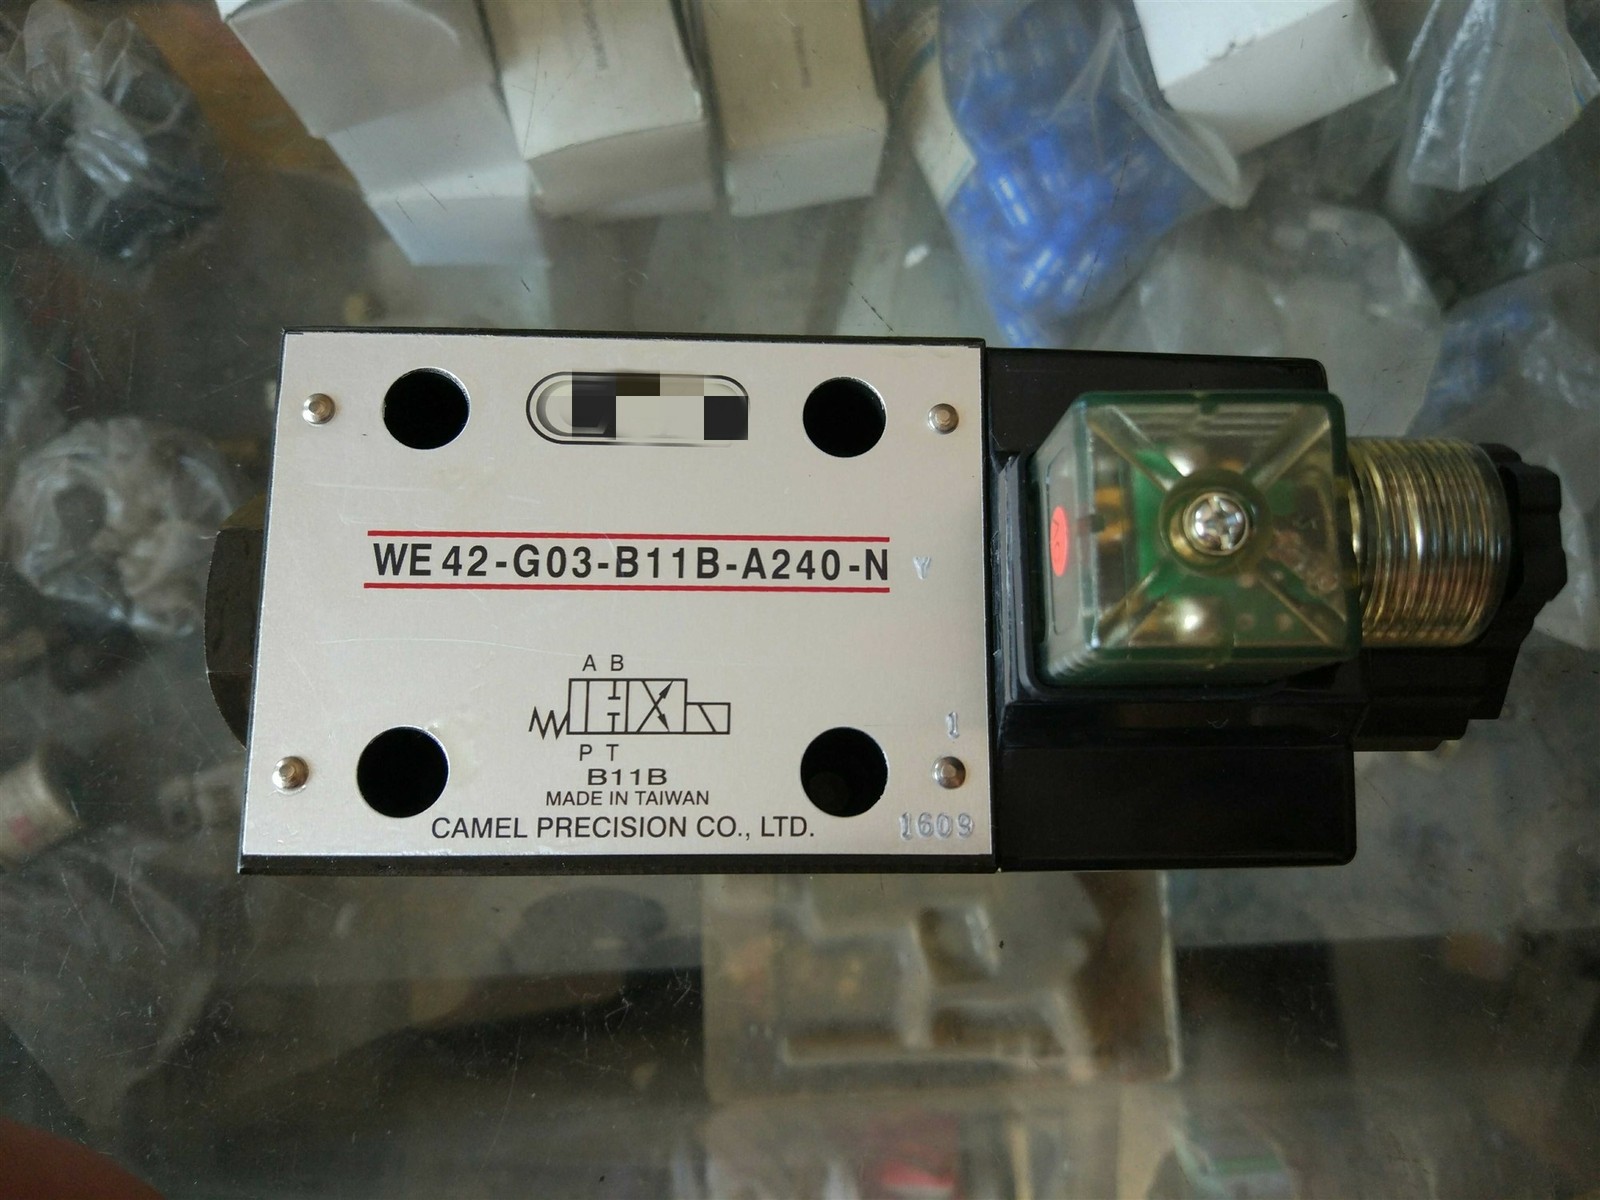 WE 42-G03-B11B-A240-N Y
A B
P T
1
B11B
MADE IN TAIWAN
CAMEL PRECISION CO., LTD.
1609